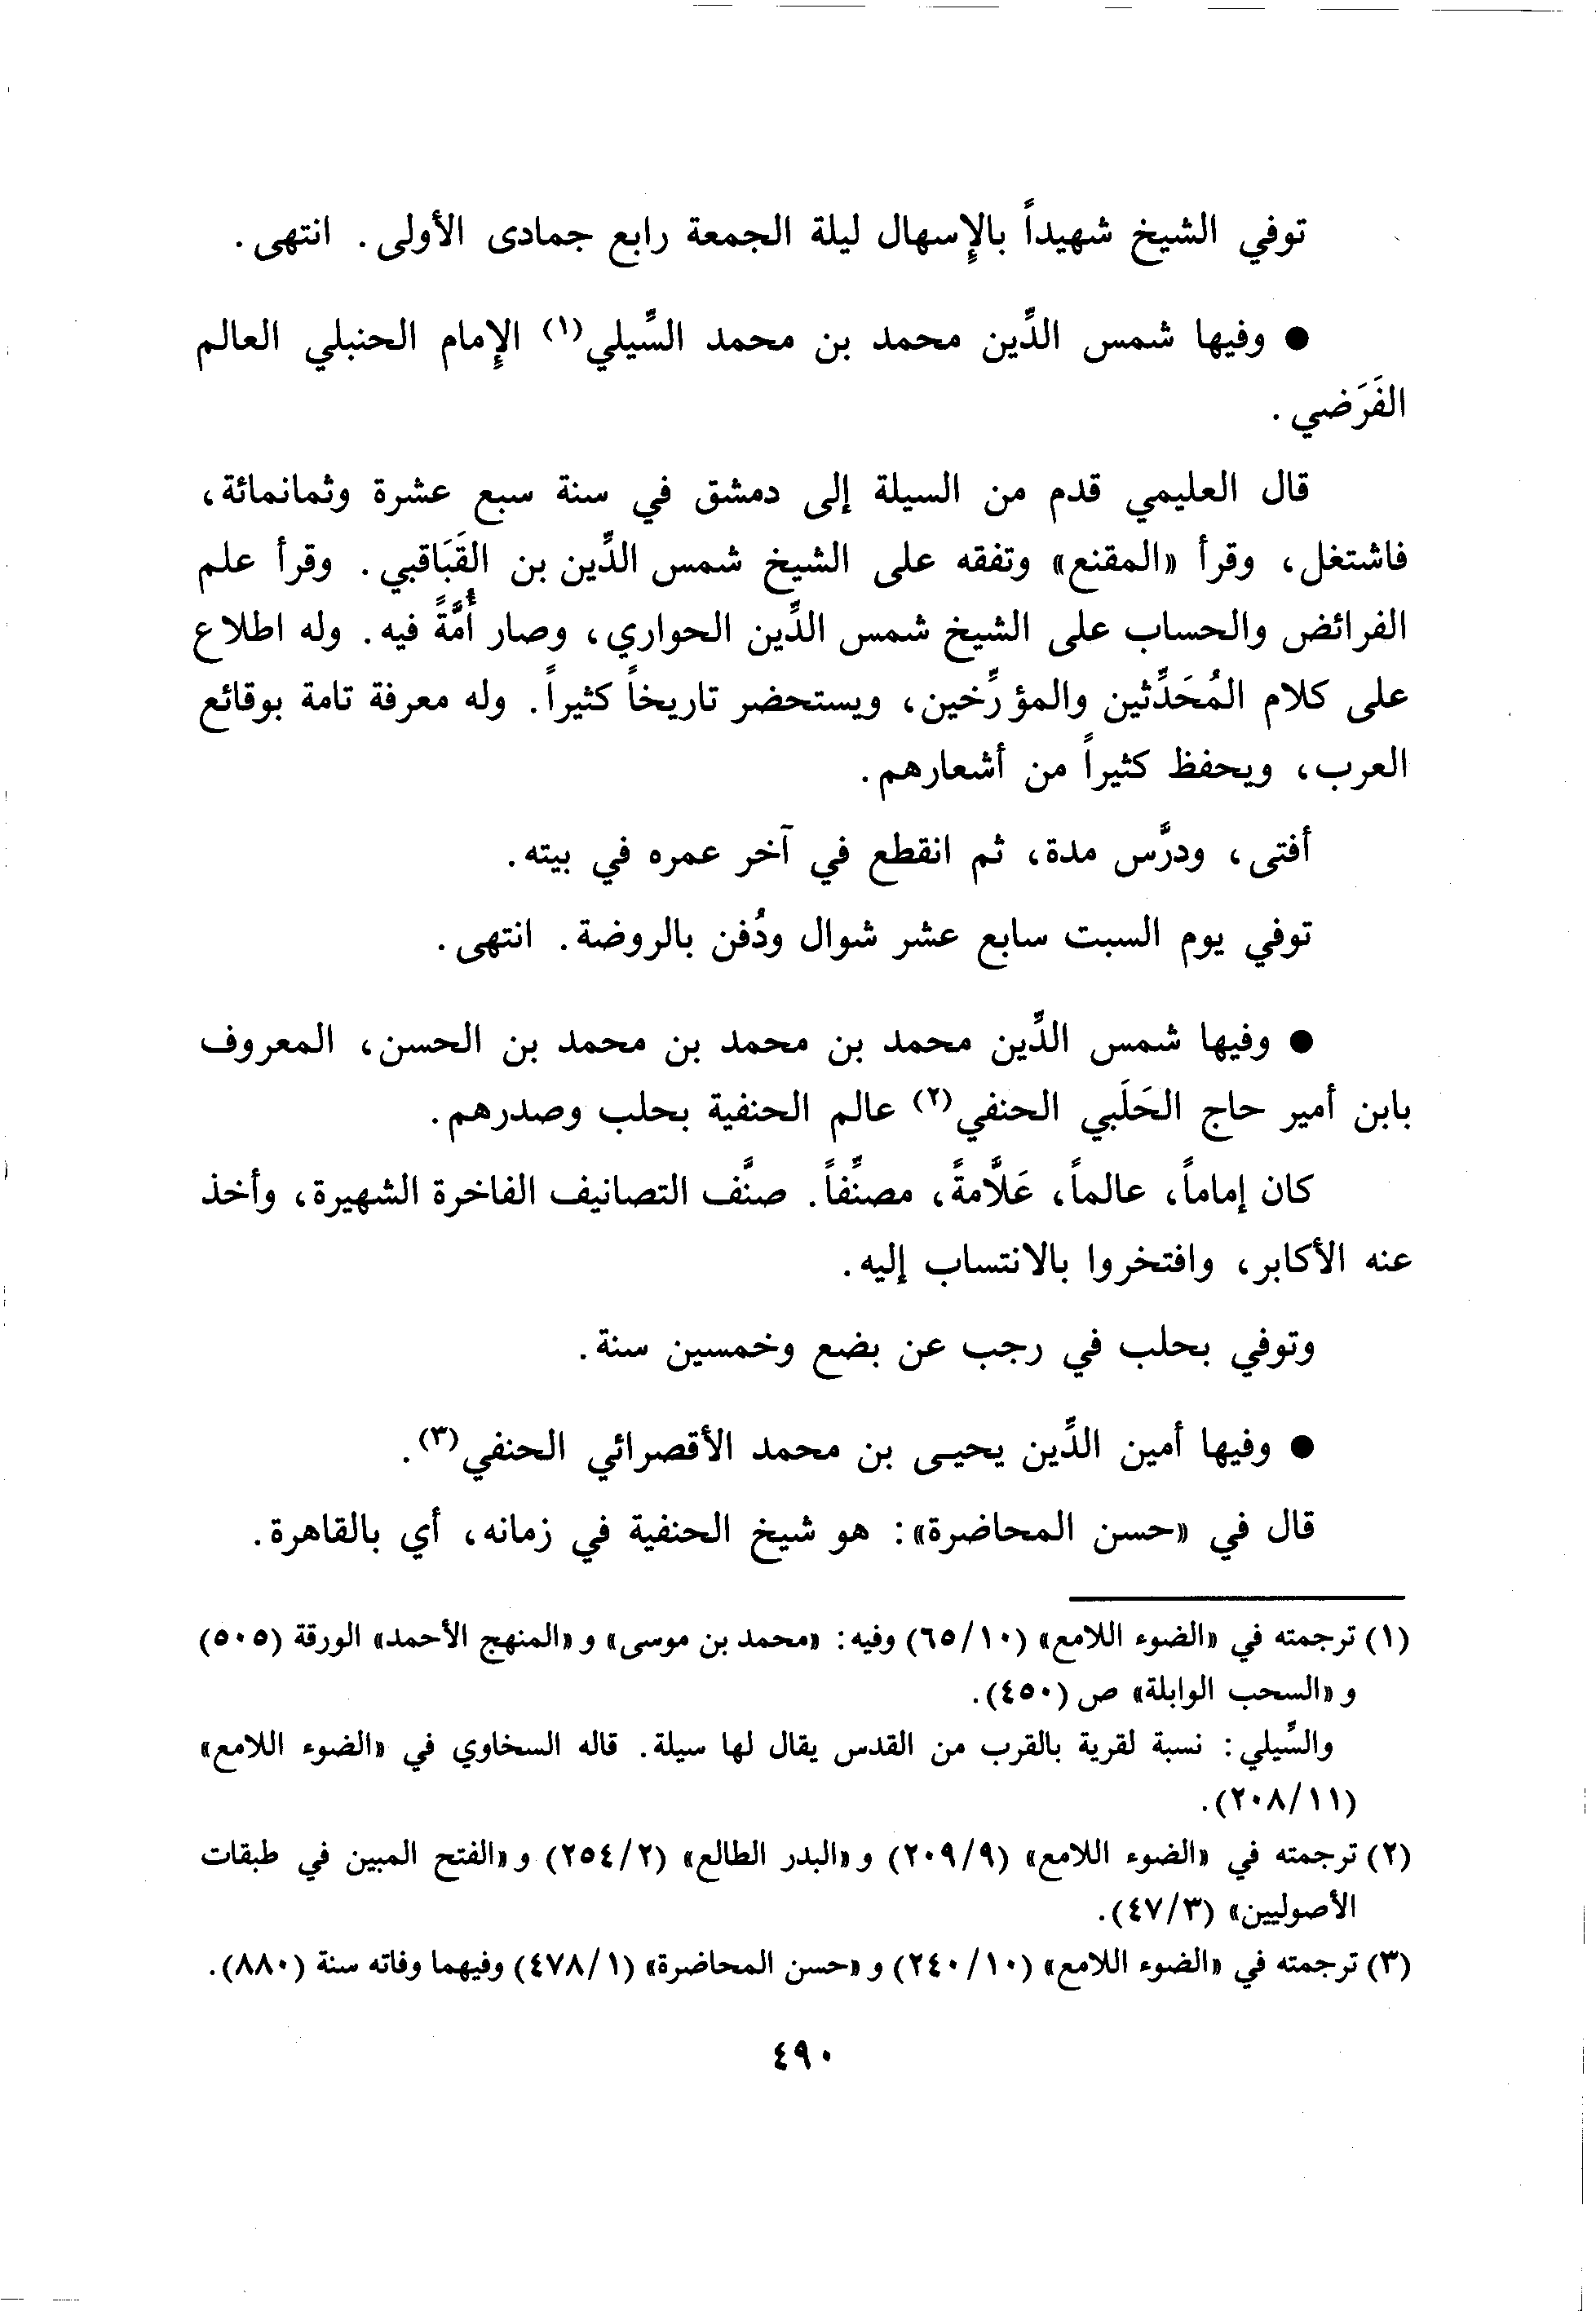 توفي الشيخ شهيداً بالإسهال ليلة الجمعة رابع جمادى الأولى. انتهى.
● وفيها شمس الدِّين محمد بن محمد السِّيلي(١) الإمام الحنبلي العالم
الفَرَضي.
قال العليمي قدم من السيلة إلى دمشق في سنة سبع عشرة وثمانمائة،
فاشتغل، وقرأ «المقنع» وتفقه على الشيخ شمس الدِّين بن القَبَاقبي. وقرأ علم
الفرائض والحساب على الشيخ شمس الدِّين الحواري، وصار أُمَّةً فيه. وله اطلاع
على كلام المُحَدِّثين والمؤرِّخين، ويستحضر تاريخاً كثيراً. وله معرفة تامة بوقائع
العرب، ويحفظ كثيراً من أشعارهم.
أفتى، ودرَّس مدة، ثم انقطع في آخر عمره في بيته.
توفي يوم السبت سابع عشر شوال ودُفن بالروضة. انتهى.
● وفيها شمس الدِّين محمد بن محمد بن محمد بن الحسن، المعروف
بابن أمير حاج الحَلَبي الحنفي(٢) عالم الحنفية بحلب وصدرهم.
كان إماماً، عالماً، عَلاَّمةً، مصنِّفاً. صنَّف التصانيف الفاخرة الشهيرة، وأخذ
عنه الأكابر، وافتخروا بالانتساب إليه.
وتوفي بحلب في رجب عن بضع وخمسين سنة.
● وفيها أمين الدِّين يحيى بن محمد الأقصرائي الحنفي(٣).
قال في «حسن المحاضرة»: هو شيخ الحنفية في زمانه، أي بالقاهرة.
(١) ترجمته في «الضوء اللامع» (٦٥/١٠) وفيه: «محمد بن موسى» و «المنهج الأحمد» الورقة (٥٠٥)
و «السحب الوابلة» ص (٤٥٠).
والسِّيلي: نسبة لقرية بالقرب من القدس يقال لها سيلة. قاله السخاوي في «الضوء اللامع»
(٢٠٨/١١).
(٢) ترجمته في «الضوء اللامع» (٢٠٩/٩) و «البدر الطالع» (٢٥٤/٢) و «الفتح المبين في طبقات
الأصوليين» (٤٧/٣).
(٣) ترجمته في «الضوء اللامع» (٢٤٠/١٠) و «حسن المحاضرة» (٤٧٨/١) وفيهما وفاته سنة (٨٨٠).
٤٩٠